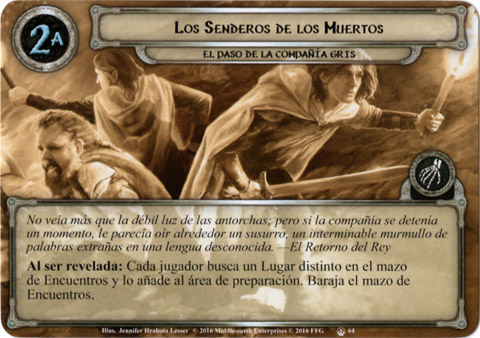 2A
Los Senderos de los Muertos
El Paso de la Compañía Gris
No veía más que la débil luz de las antorchas; pero si la compañía se detenía
un momento, le parecía oír alrededor un susurro, un interminable murmullo de
palabras extrañas en una lengua desconocida. —El Retorno del Rey
Al ser revelada: Cada jugador busca un Lugar distinto en el mazo
de Encuentros y lo añade al área de preparación. Baraja el mazo de
Encuentros.
Illus. Jennifer Hrabota Lesser © 2016 Middle-earth Enterprises © 2016 FFG 64